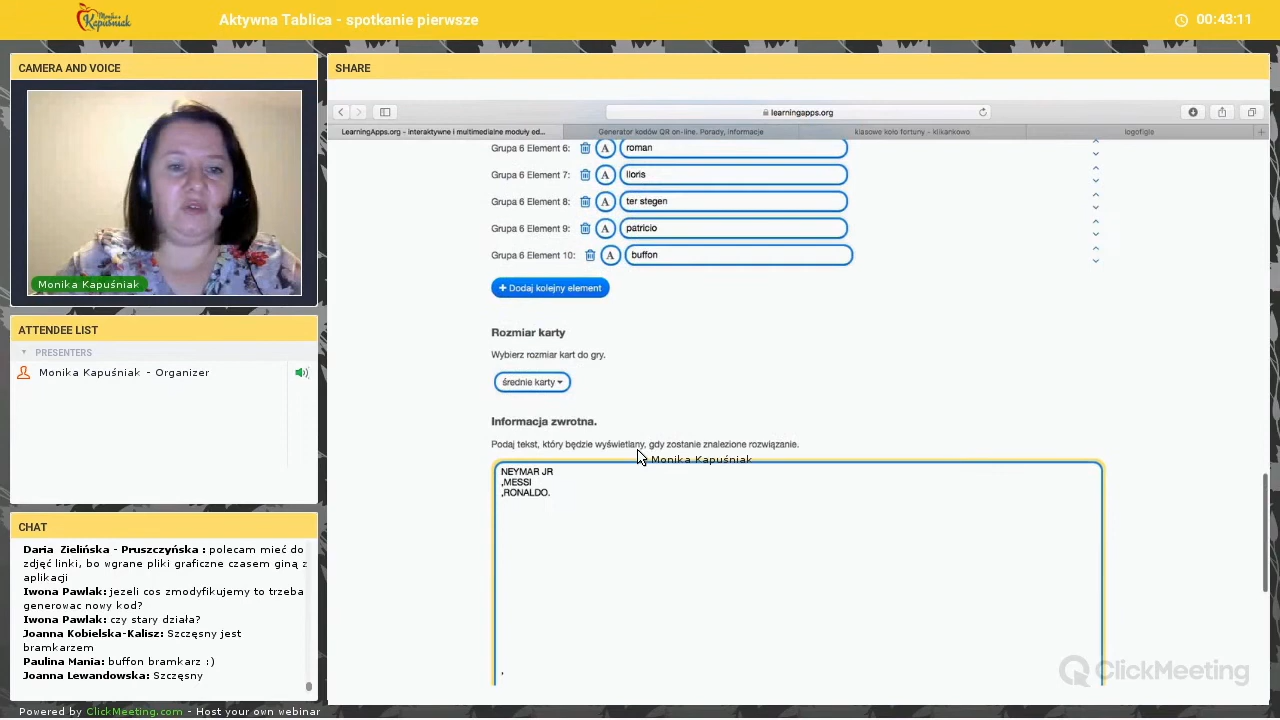 Monika Kapuśniak
Aktywna Tablica - spotkanie pierwsze
00:43:11
CAMERA AND VOICE
Monika Kapuśniak
ATTENDEE LIST
PRESENTERS
Monika Kapuśniak - Organizer
CHAT
Daria Zielińska - Pruszczyńska : polecam mieć do
zdjęć linki, bo wgrane pliki graficzne czasem giną z
aplikacji
Iwona Pawlak: jezeli cos zmodyfikujemy to trzeba
generowac nowy kod?
Iwona Pawlak: czy stary działa?
Joanna Kobielska-Kalisz: Szczęsny jest
bramkarzem
Paulina Mania: buffon bramkarz :)
Joanna Lewandowska: Szczęsny
Powered by ClickMeeting.com - Host your own webinar
SHARE
learningapps.org
LearningApps.org - interaktywne i multimedialne moduły ed...
Generator kodów QR on-line. Porady, informacje
klasowe koło fortuny - klikankowo
logofigle
Grupa 6 Element 6: A roman
Grupa 6 Element 7: A lloris
Grupa 6 Element 8: A ter stegen
Grupa 6 Element 9: A patricio
Grupa 6 Element 10: A buffon
+ Dodaj kolejny element
Rozmiar karty
Wybierz rozmiar kart do gry.
średnie karty
Informacja zwrotna.
Podaj tekst, który będzie wyświetlany, gdy zostanie znalezione rozwiązanie.
Monika Kapuśniak
NEYMAR JR
,MESSI
,RONALDO.
,
ClickMeeting